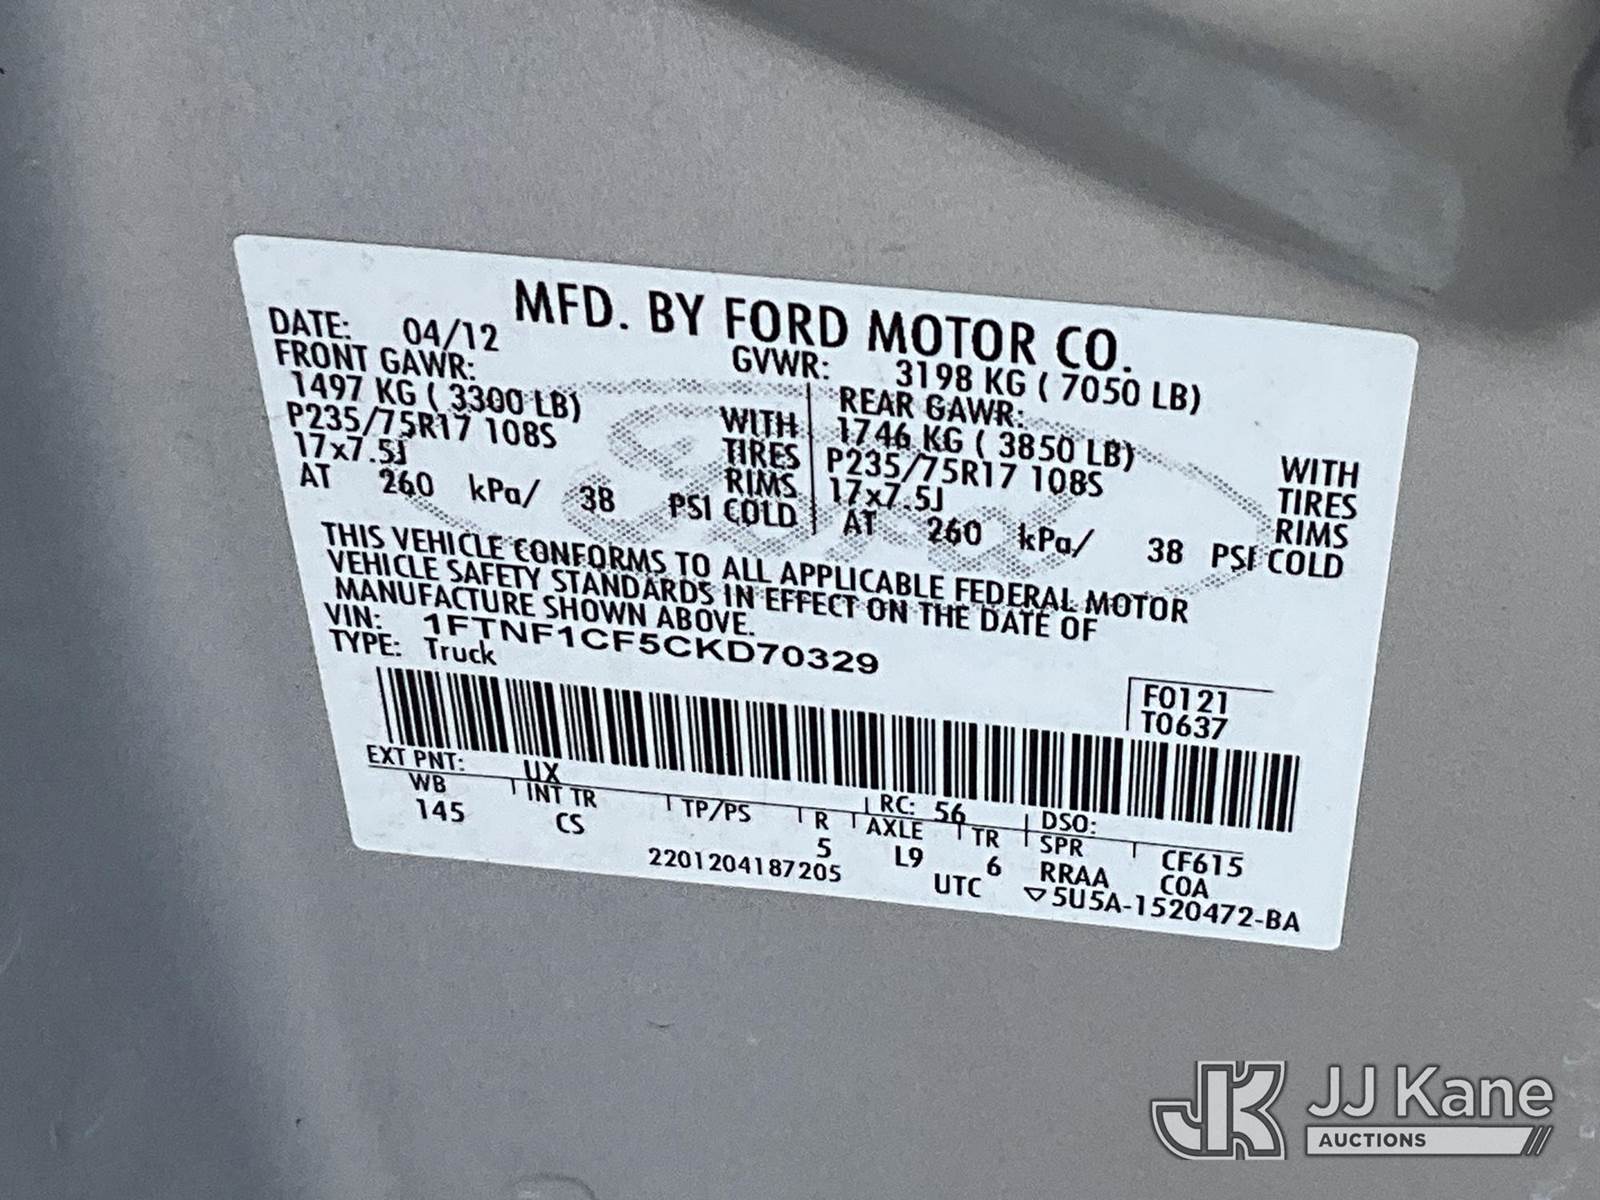 MFD. BY FORD MOTOR CO.
DATE: 04/12 GVWR: 3198 KG ( 7050 LB)
FRONT GAWR: REAR GAWR:
1497 KG ( 3300 LB) WITH 1746 KG ( 3850 LB) WITH
P235/75R17 108S TIRES P235/75R17 108S TIRES
17x7.5J RIMS 17x7.5J RIMS
AT 260 kPa/ 38 PSI COLD AT 260 kPa/ 38 PSI COLD
THIS VEHICLE CONFORMS TO ALL APPLICABLE FEDERAL MOTOR
VEHICLE SAFETY STANDARDS IN EFFECT ON THE DATE OF
MANUFACTURE SHOWN ABOVE.
VIN: 1FTNF1CF5CKD70329
TYPE: Truck
F0121
T0637
EXT PNT: UX RC: 56 DSO:
WB INT TR TP/PS R AXLE TR SPR CF615
145 CS 5 L9 6 RRAA COA
2201204187205 UTC ▽5U5A-1520472-BA
JK JJ Kane
AUCTIONS